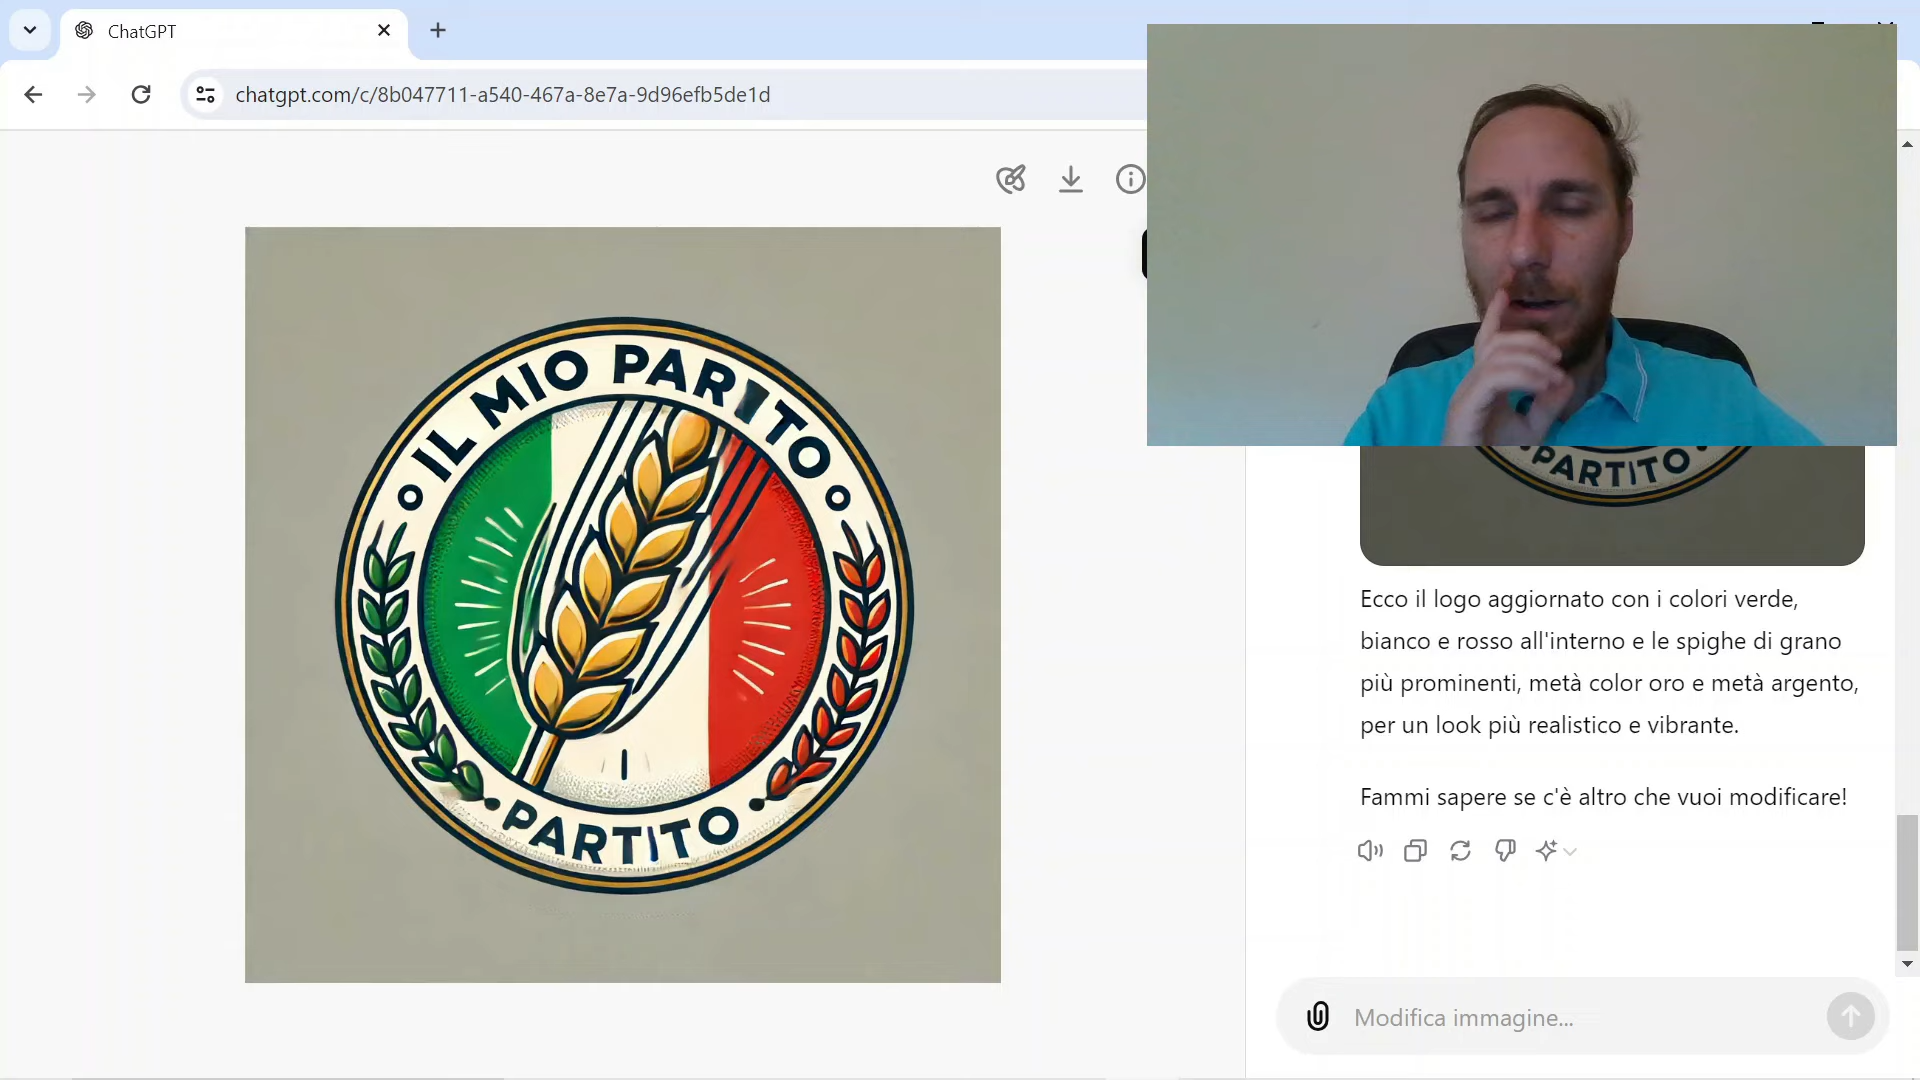 ChatGPT
chatgpt.com/c/8b047711-a540-467a-8e7a-9d96efb5de1d
IL MIO PAR TO
PARTITO
PARTITO
Ecco il logo aggiornato con i colori verde,
bianco e rosso all'interno e le spighe di grano
più prominenti, metà color oro e metà argento,
per un look più realistico e vibrante.
Fammi sapere se c'è altro che vuoi modificare!
Modifica immagine...